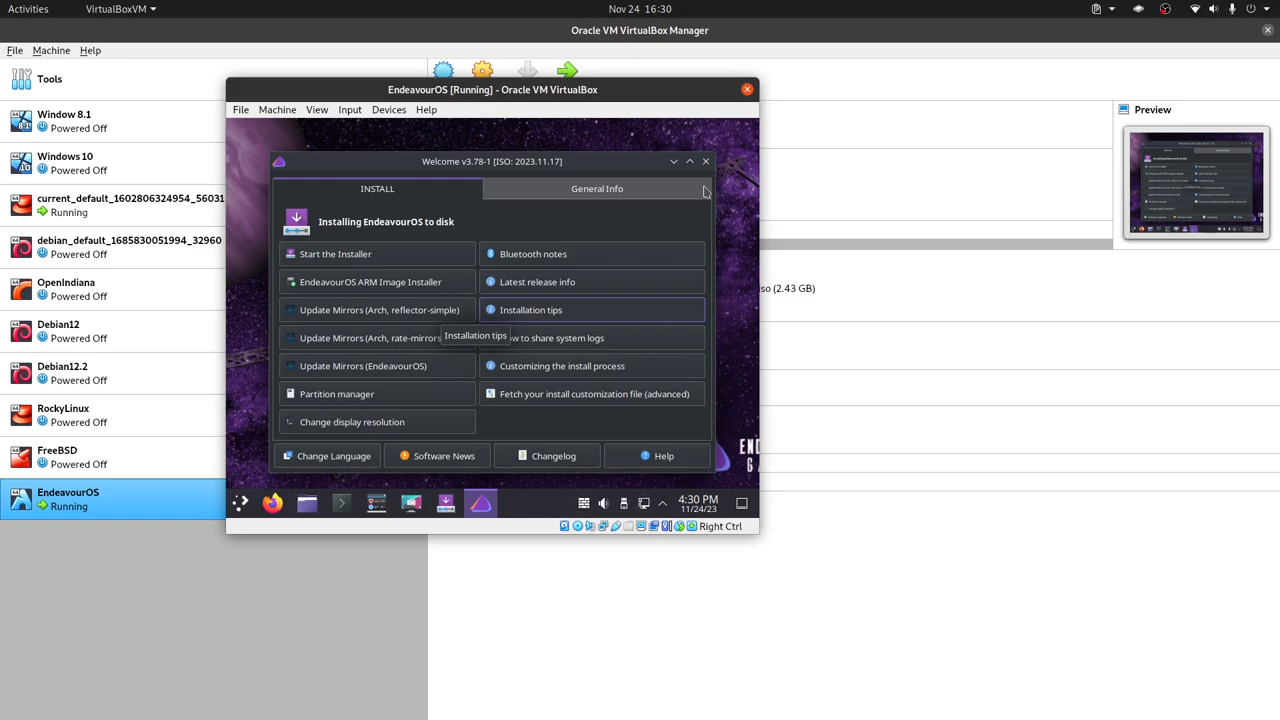 Activities
VirtualBoxVM
Nov 24 16:30
Oracle VM VirtualBox Manager
File Machine Help
Tools
Window 8.1
Powered Off
Windows 10
Powered Off
current_default_1602806324954_56031
Running
debian_default_1685830051994_32960
Powered Off
OpenIndiana
Powered Off
Debian12
Powered Off
Debian12.2
Powered Off
RockyLinux
Powered Off
FreeBSD
Powered Off
EndeavourOS
Running
EndeavourOS [Running] - Oracle VM VirtualBox
File Machine View Input Devices Help
Welcome v3.78-1 [ISO: 2023.11.17]
INSTALL
General Info
Installing EndeavourOS to disk
Start the Installer
Bluetooth notes
EndeavourOS ARM Image Installer
Latest release info
Update Mirrors (Arch, reflector-simple)
Installation tips
Update Mirrors (Arch, rate-mirrors
Installation tips
ow to share system logs
Update Mirrors (EndeavourOS)
Customizing the install process
Partition manager
Fetch your install customization file (advanced)
Change display resolution
Change Language
Software News
Changelog
Help
4:30 PM
11/24/23
Right Ctrl
Preview
iso (2.43 GB)